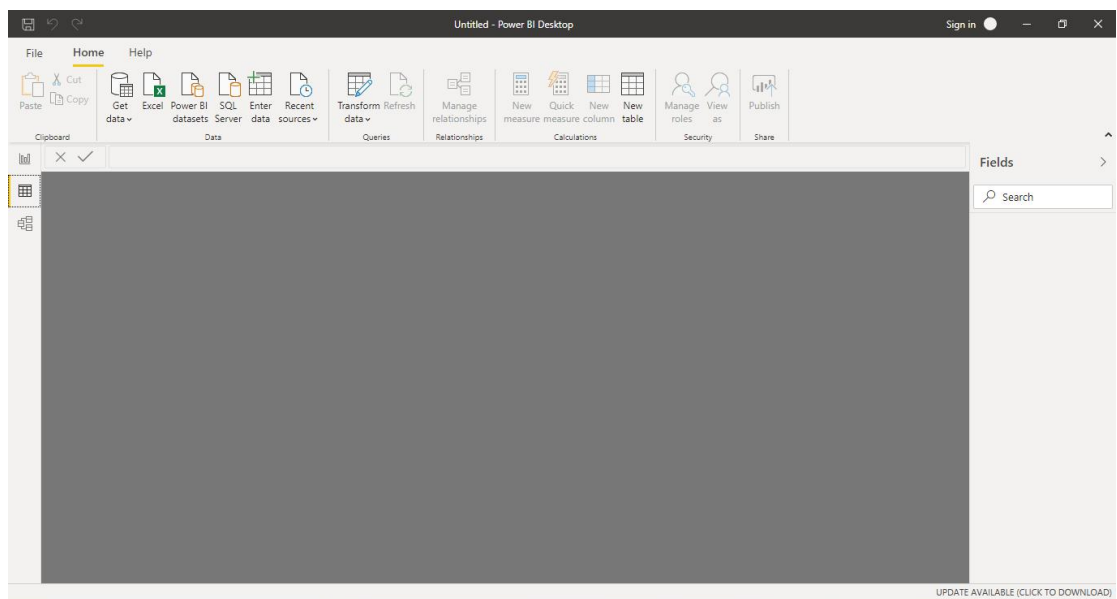 Untitled - Power BI Desktop
Sign in
File Home Help
Paste
Cut
Copy
Clipboard
Get data
Excel
Power BI datasets
SQL Server
Enter data
Recent sources
Data
Transform data
Refresh
Queries
Manage relationships
Relationships
New measure
Quick measure
New column
New table
Calculations
Manage roles
View as
Security
Publish
Share
Fields
Search
UPDATE AVAILABLE (CLICK TO DOWNLOAD)